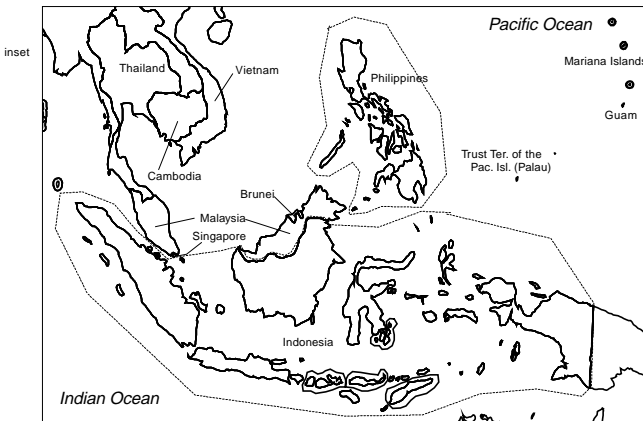 Pacific Ocean
inset
Mariana Islands
Thailand
Vietnam
Philippines
Guam
Trust Ter. of the
Pac. Isl. (Palau)
Cambodia
Brunei
Malaysia
Singapore
Indonesia
Indian Ocean